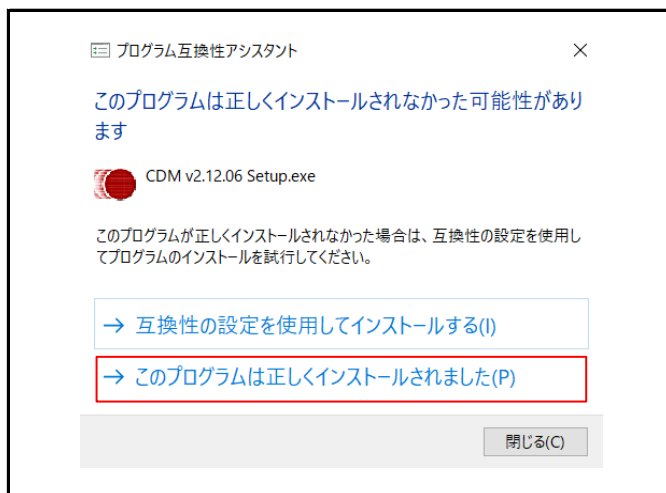 プログラム互換性アシスタント
このプログラムは正しくインストールされなかった可能性があり
ます
CDM v2.12.06 Setup.exe
このプログラムが正しくインストールされなかった場合は、互換性の設定を使用し
てプログラムのインストールを試行してください。
→ 互換性の設定を使用してインストールする(I)
→ このプログラムは正しくインストールされました(P)
閉じる(C)